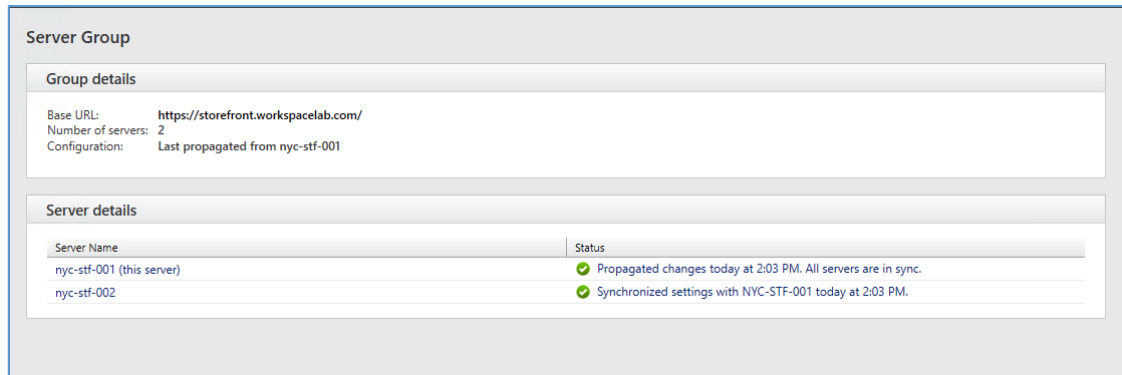 Server Group
Group details
Base URL: https://storefront.workspacelab.com/
Number of servers: 2
Configuration: Last propagated from nyc-stf-001
Server details
Server Name Status
nyc-stf-001 (this server) Propagated changes today at 2:03 PM. All servers are in sync.
nyc-stf-002 Synchronized settings with NYC-STF-001 today at 2:03 PM.